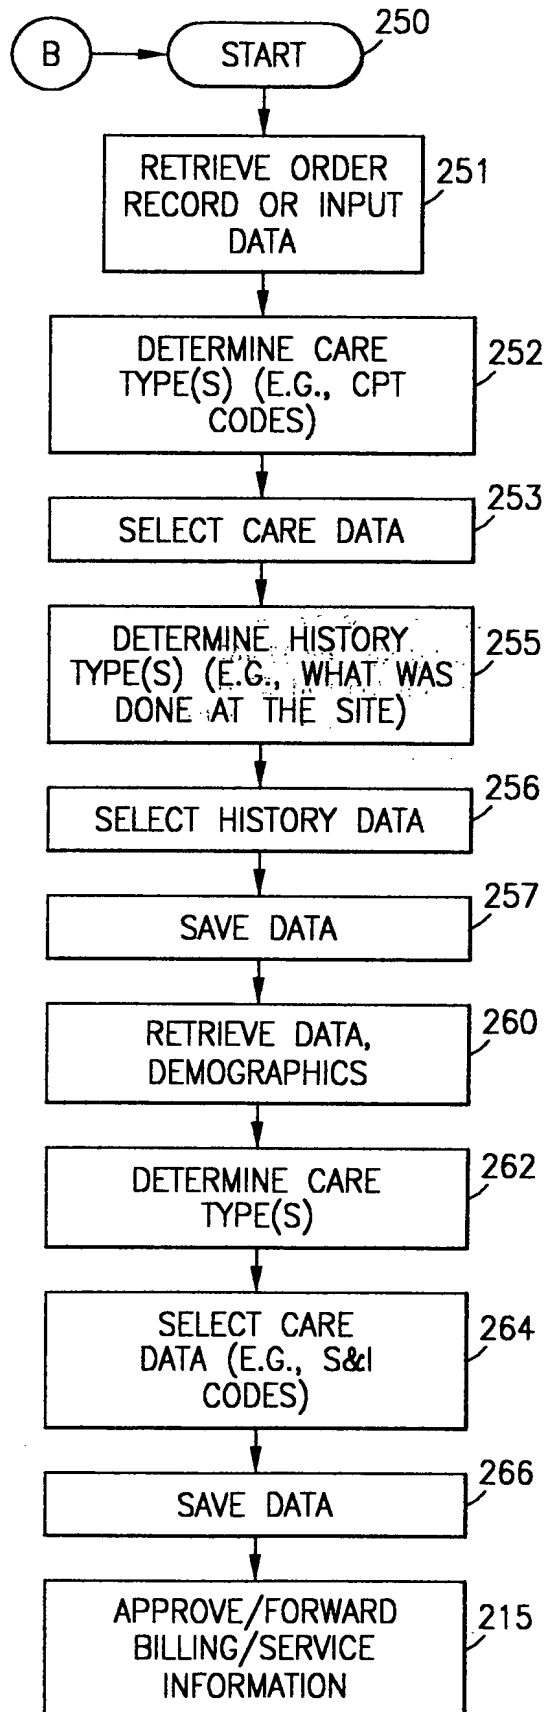 B
START
250
RETRIEVE ORDER
RECORD OR INPUT
DATA
251
DETERMINE CARE
TYPE(S) (E.G., CPT
CODES)
252
SELECT CARE DATA
253
DETERMINE HISTORY
TYPE(S) (E.G., WHAT WAS
DONE AT THE SITE)
255
SELECT HISTORY DATA
256
SAVE DATA
257
RETRIEVE DATA,
DEMOGRAPHICS
260
DETERMINE CARE
TYPE(S)
262
SELECT CARE
DATA (E.G., S&I
CODES)
264
SAVE DATA
266
APPROVE/FORWARD
BILLING/SERVICE
INFORMATION
215